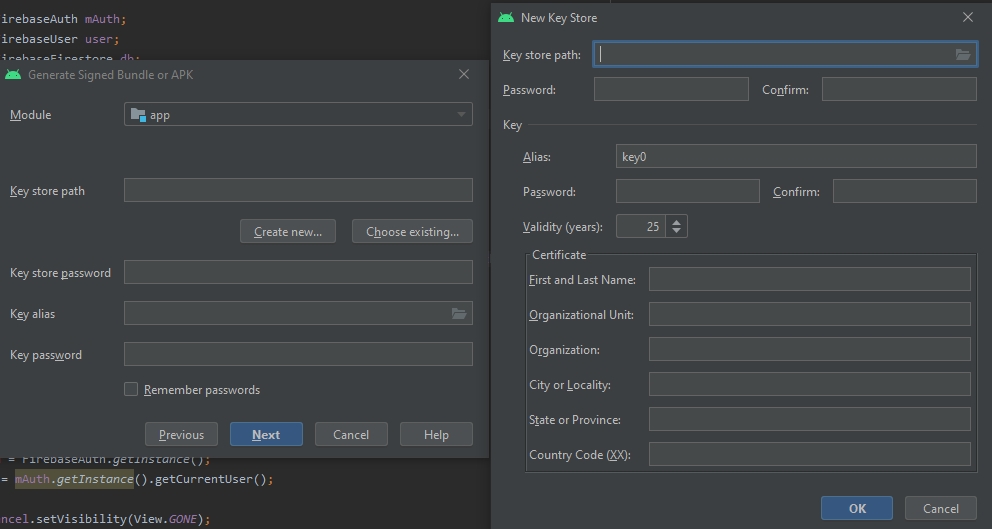 irebaseAuth mAuth;
irebaseUser user;
irebaseFirestore db;
Generate Signed Bundle or APK
Module
app
Key store path
Create new...
Choose existing...
Key store password
Key alias
Key password
Remember passwords
Previous
Next
Cancel
Help
= FirebaseAuth.getInstance();
= mAuth.getInstance().getCurrentUser();
ncel.setVisibility(View.GONE);
New Key Store
Key store path:
Password:
Confirm:
Key
Alias:
key0
Password:
Confirm:
Validity (years):
25
Certificate
First and Last Name:
Organizational Unit:
Organization:
City or Locality:
State or Province:
Country Code (XX):
OK
Cancel